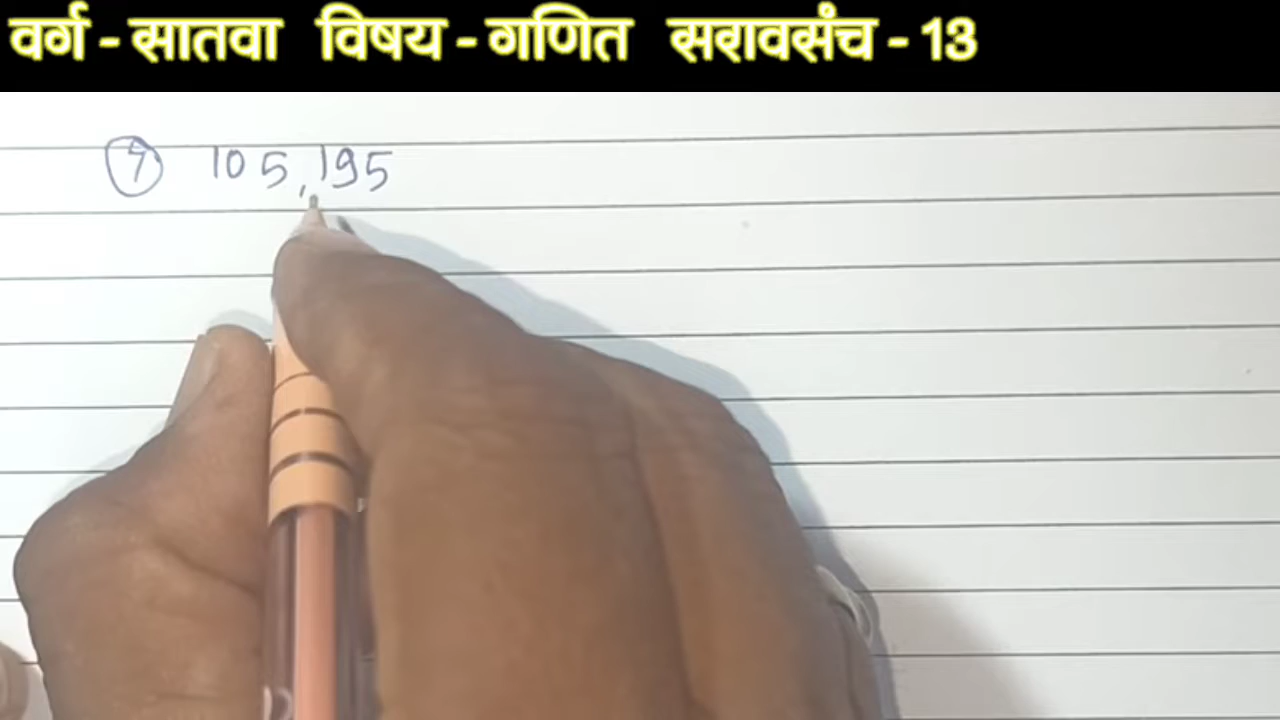 वर्ग - सातवा विषय - गणित सरावसंच - 13
7 105, 195